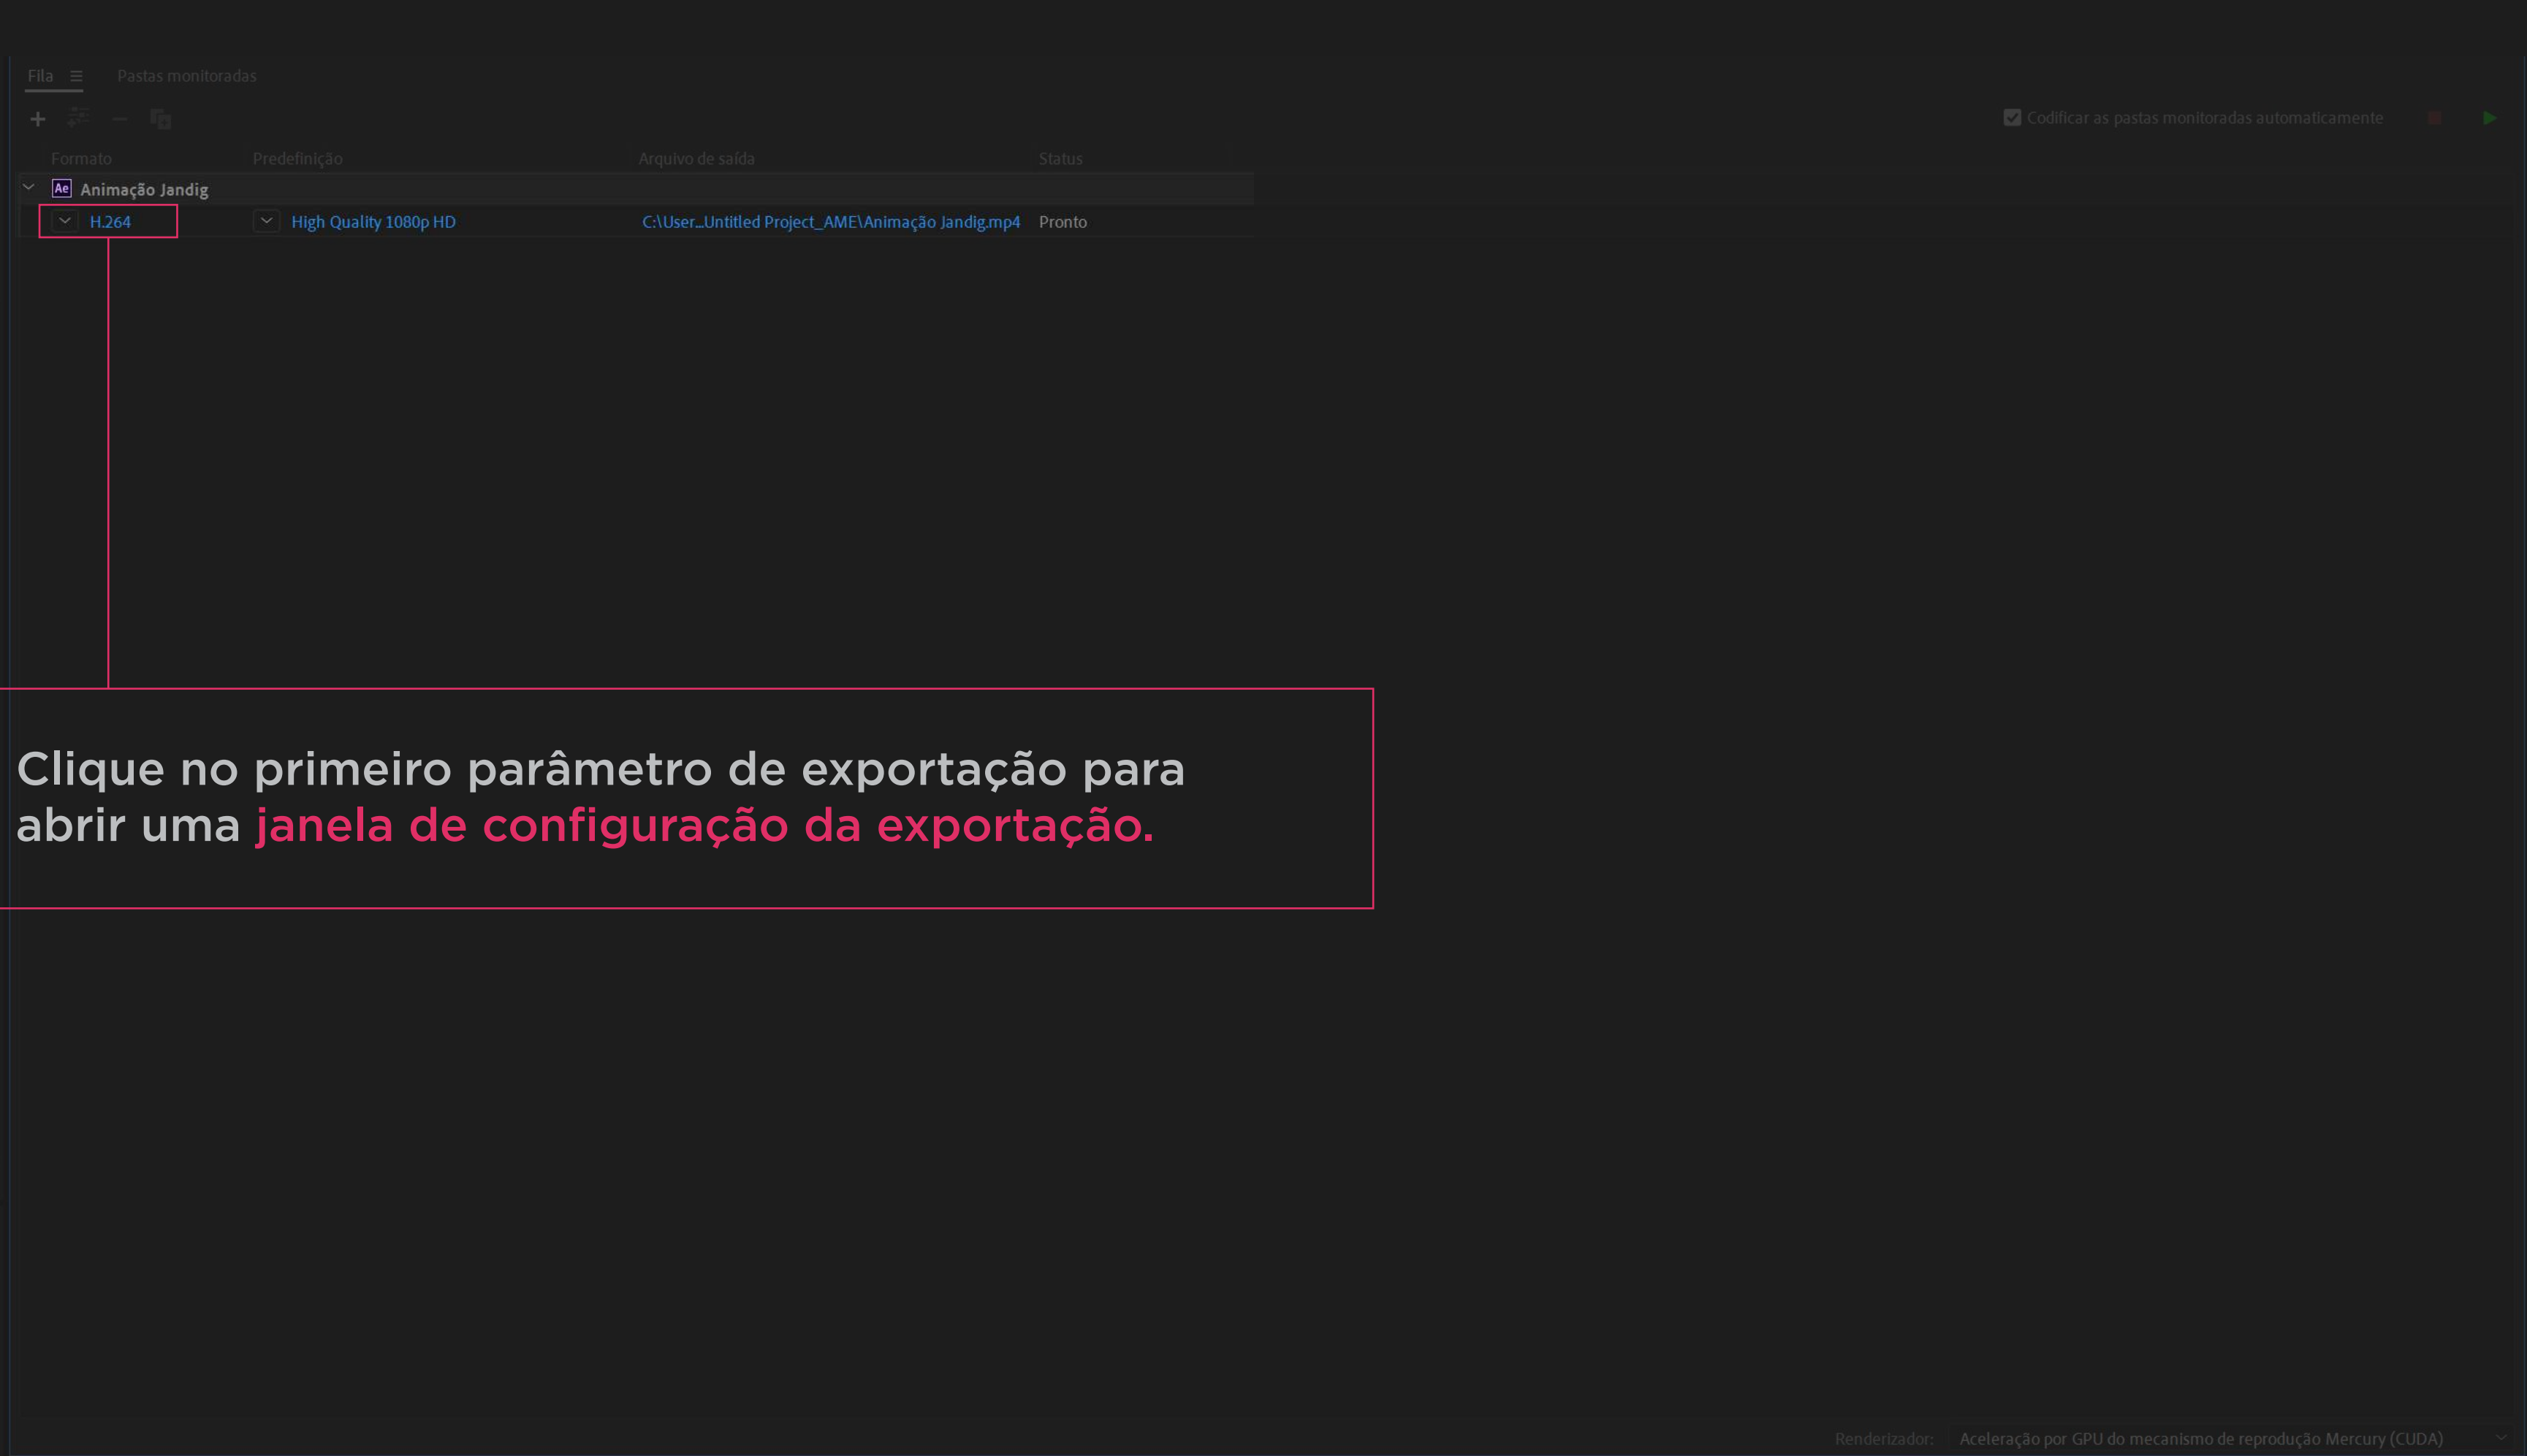 Fila
Pastas monitoradas
Codificar as pastas monitoradas automaticamente
Formato Predefinição Arquivo de saída Status
Ae Animação Jandig
H.264 High Quality 1080p HD C:\User...Untitled Project_AME\Animação Jandig.mp4 Pronto
Clique no primeiro parâmetro de exportação para
abrir uma janela de configuração da exportação.
Renderizador: Aceleração por GPU do mecanismo de reprodução Mercury (CUDA)